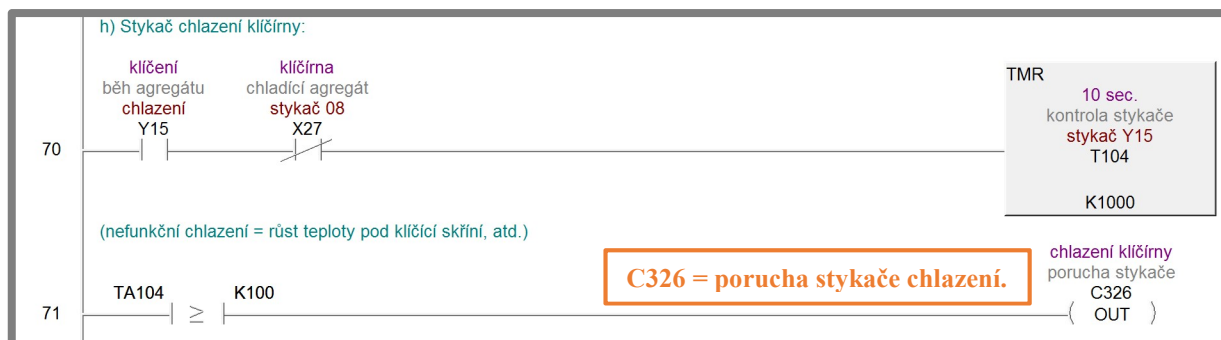 h) Stykač chlazení klíčírny:
klíčení
běh agregátu
chlazení
Y15
klíčírna
chladící agregát
stykač 08
X27
70
TMR
10 sec.
kontrola stykače
stykač Y15
T104
K1000
(nefunkční chlazení = růst teploty pod klíčící skříní, atd.)
C326 = porucha stykače chlazení.
chlazení klíčírny
porucha stykače
C326
OUT
71
TA104 ≥ K100